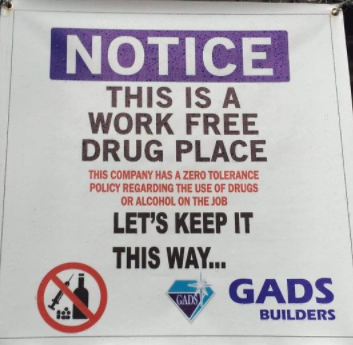 NOTICE
THIS IS A
WORK FREE
DRUG PLACE
THIS COMPANY HAS A ZERO TOLERANCE
POLICY REGARDING THE USE OF DRUGS
OR ALCOHOL ON THE JOB
LET'S KEEP IT
THIS WAY...
GADS
GADS
BUILDERS